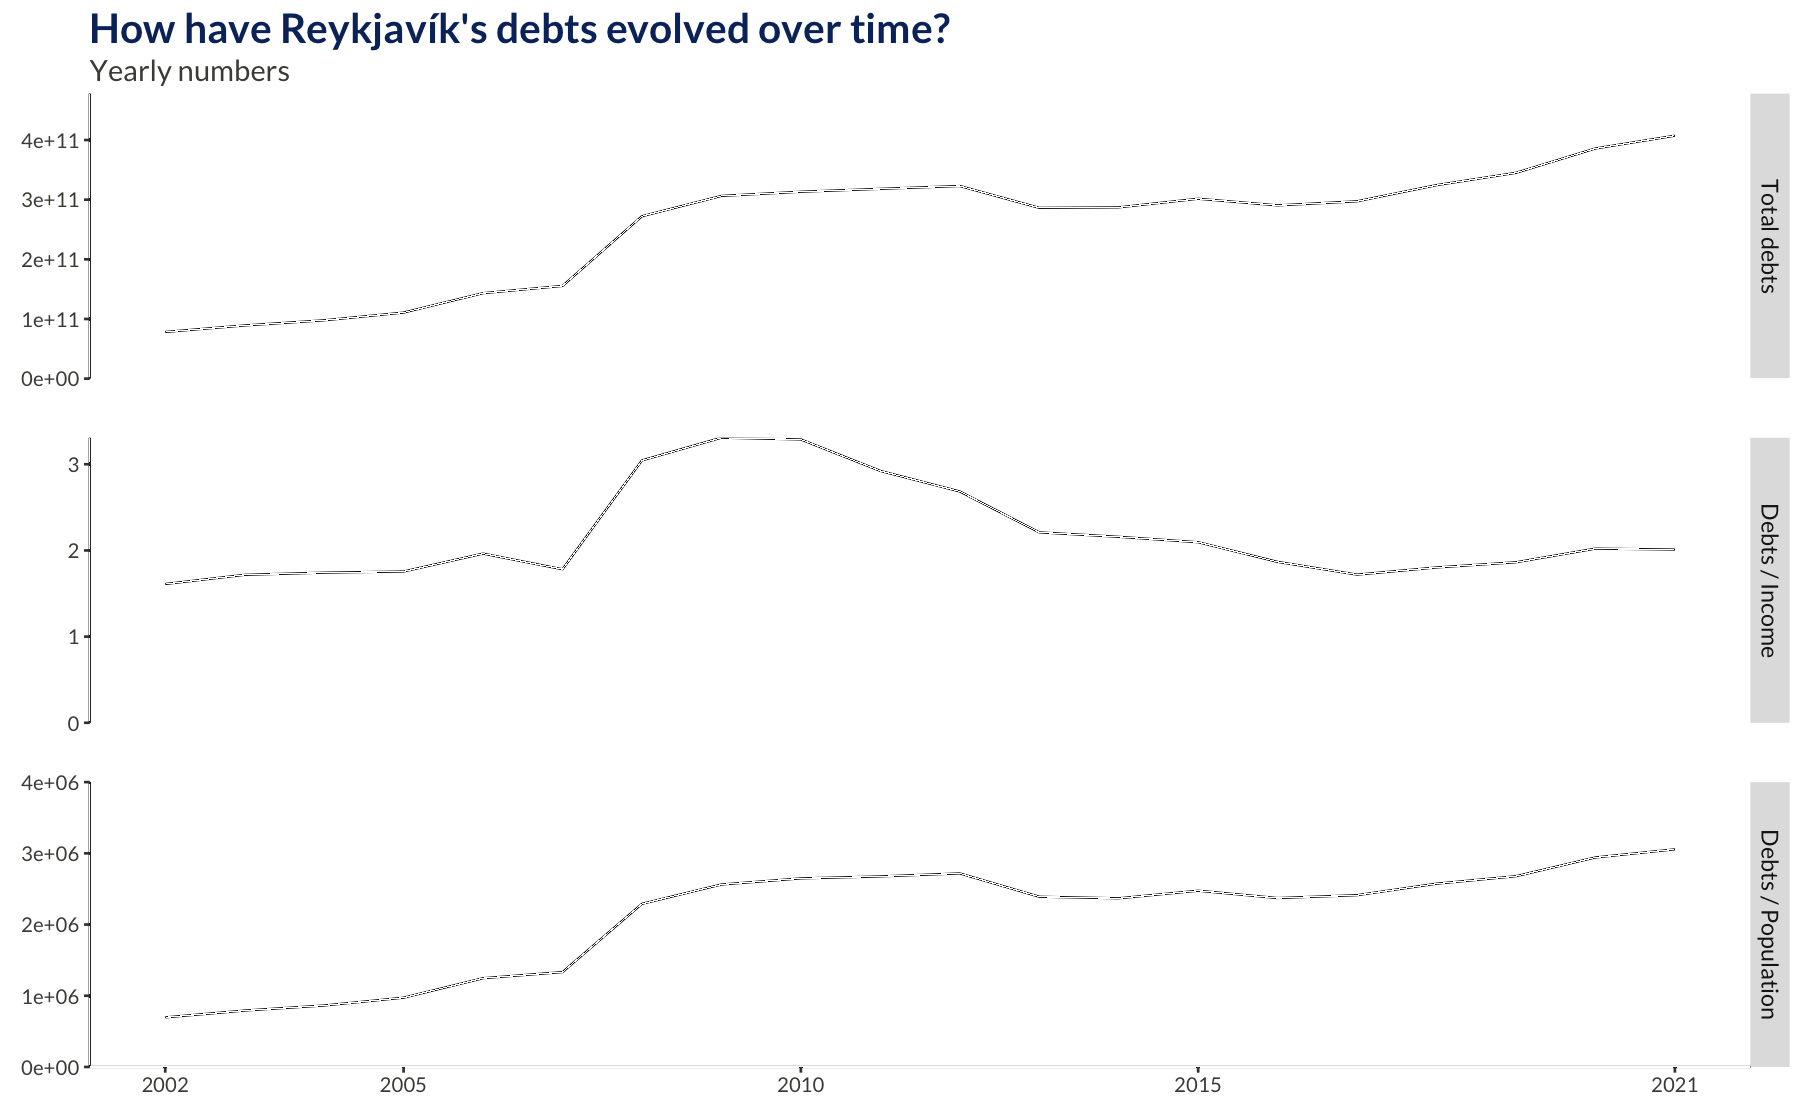 How have Reykjavík's debts evolved over time?
Yearly numbers
4e+11
3e+11
2e+11
1e+11
0e+00
Total debts
3
2
1
0
Debts / Income
4e+06
3e+06
2e+06
1e+06
0e+00
Debts / Population
2002 2005 2010 2015 2021